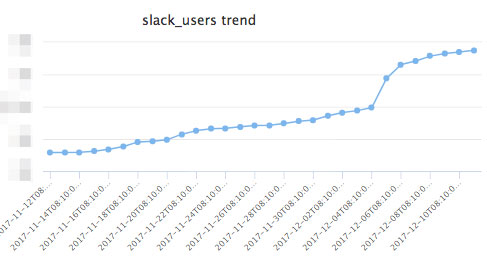 slack_users trend
2017-11-12T08:...
2017-11-14T08:10:0...
2017-11-16T08:10:0...
2017-11-18T08:10:0...
2017-11-20T08:10:0...
2017-11-22T08:10:0...
2017-11-24T08:10:0...
2017-11-26T08:10:0...
2017-11-28T08:10:0...
2017-11-30T08:10:0...
2017-12-02T08:10:0...
2017-12-04T08:10:0...
2017-12-06T08:10:0...
2017-12-08T08:10:0...
2017-12-10T08:10:0...